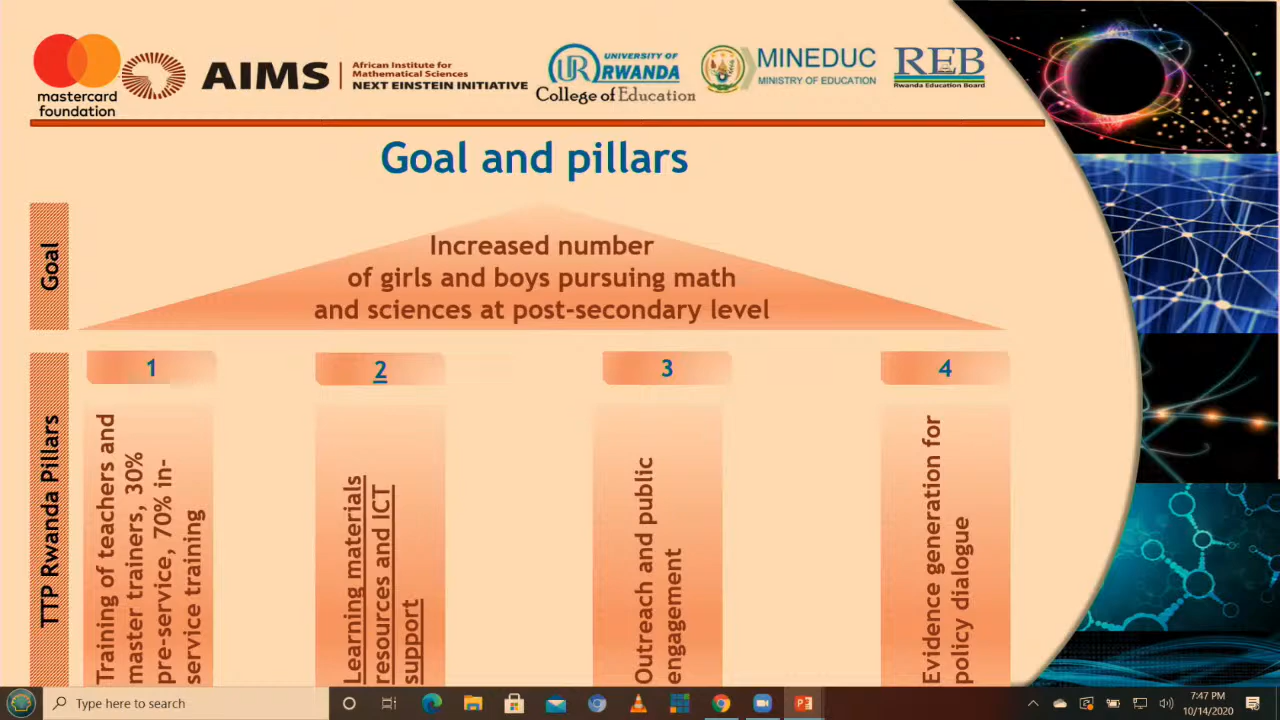 mastercard
foundation
AIMS
African Institute for
Mathematical Sciences
NEXT EINSTEIN INITIATIVE
UR
UNIVERSITY OF
RWANDA
College of Education
MINEDUC
MINISTRY OF EDUCATION
REB
Rwanda Education Board
Goal and pillars
Goal
Increased number
of girls and boys pursuing math
and sciences at post-secondary level
TTP Rwanda Pillars
1
Training of teachers and
master trainers, 30%
pre-service, 70% in-
service training
2
Learning materials
resources and ICT
support
3
Outreach and public
engagement
4
Evidence generation for
policy dialogue
Type here to search
7:47 PM
10/14/2020